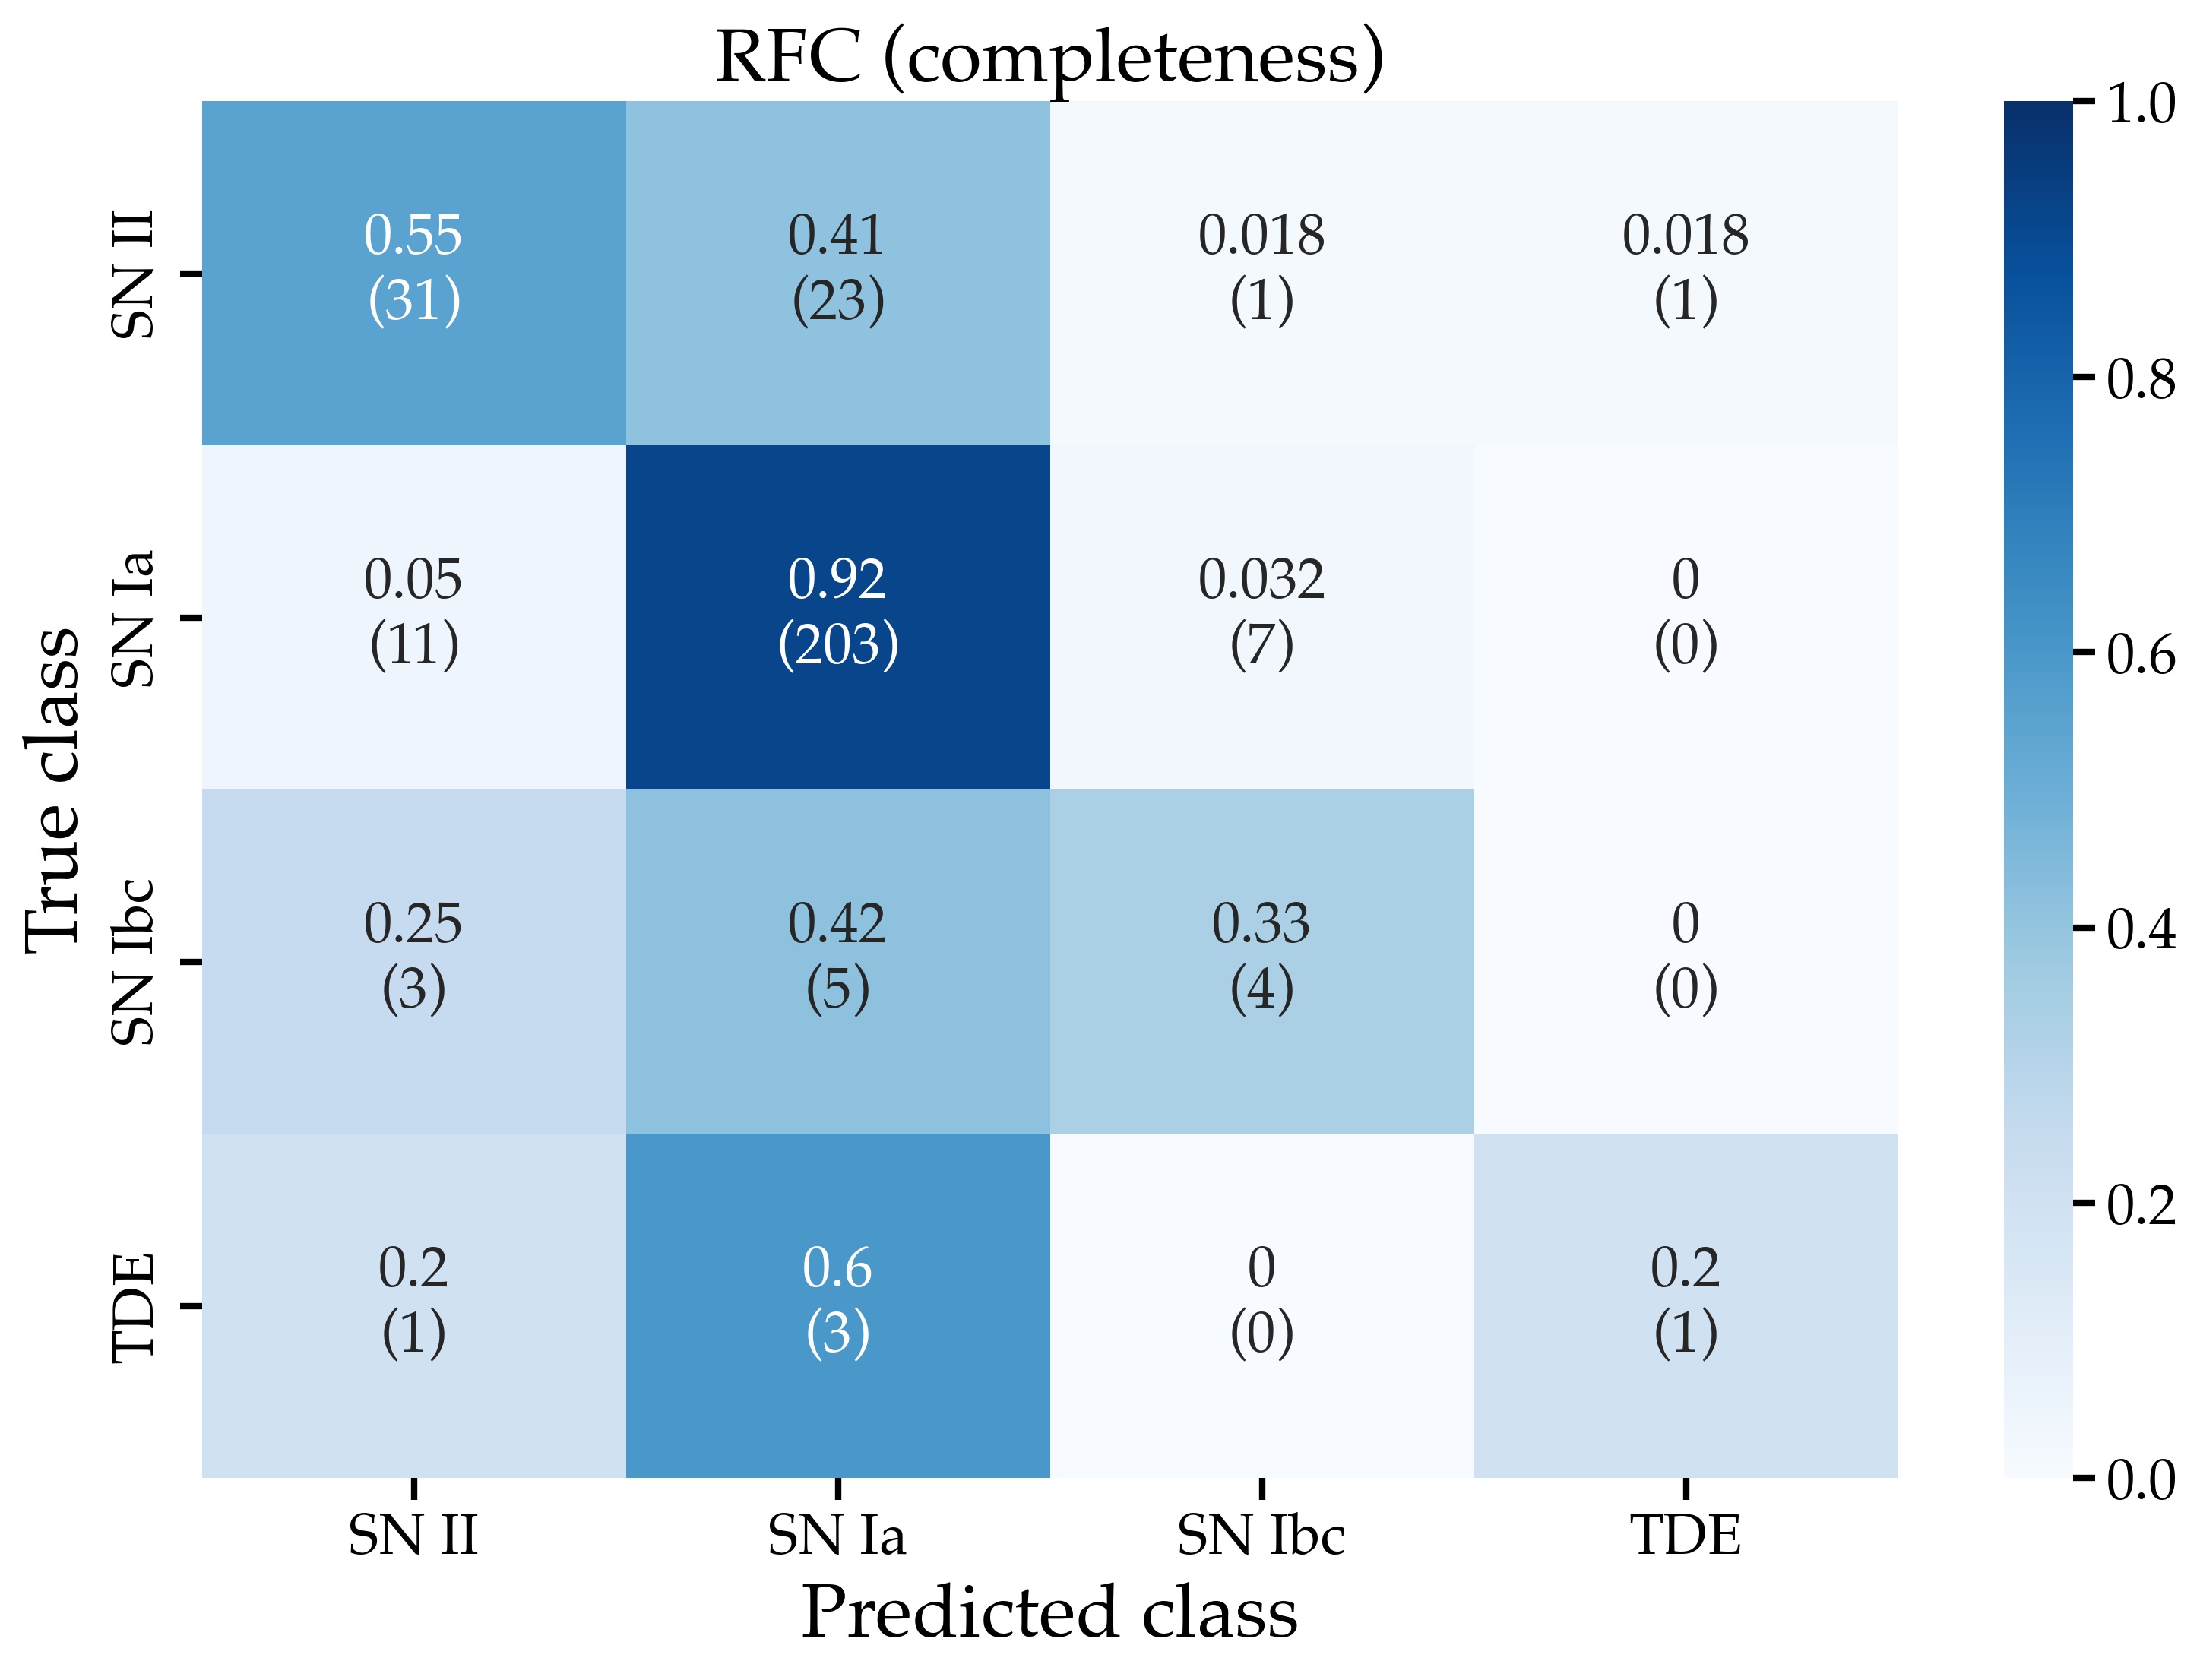 RFC (completeness)
1.0
0.8
0.6
0.4
0.2
0.0
True class
SN II
0.55 0.41 0.018 0.018
(31) (23) (1) (1)
SN Ia
0.05 0.92 0.032 0
(11) (203) (7) (0)
SN Ibc
0.25 0.42 0.33 0
(3) (5) (4) (0)
TDE
0.2 0.6 0 0.2
(1) (3) (0) (1)
SN II SN Ia SN Ibc TDE
Predicted class